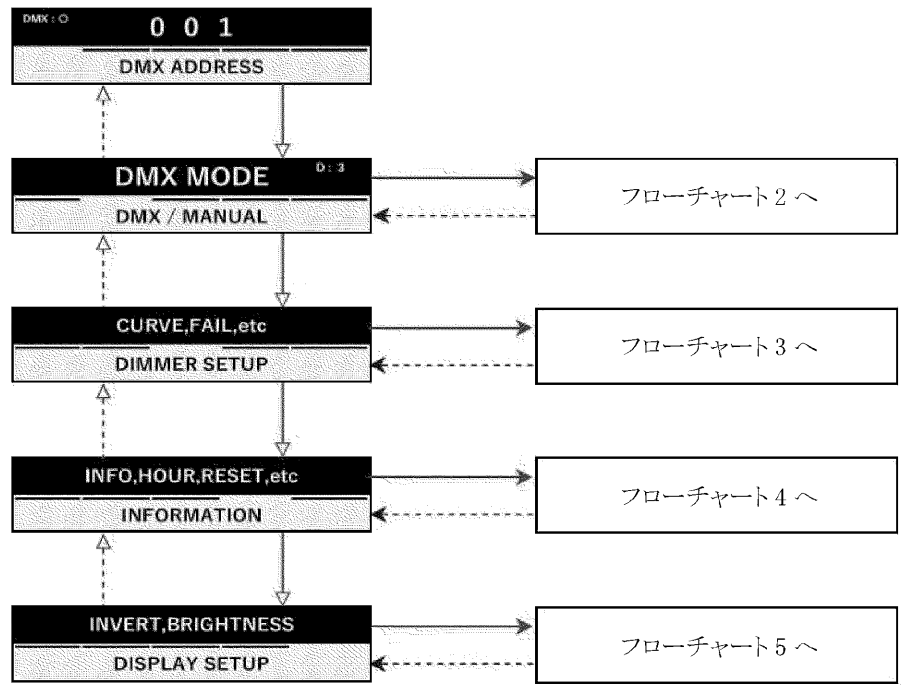 DMX : O
0 0 1
DMX ADDRESS
DMX MODE
D : 3
DMX / MANUAL
フローチャート2 へ
CURVE,FAIL,etc
DIMMER SETUP
フローチャート3 へ
INFO,HOUR,RESET,etc
INFORMATION
フローチャート4 へ
INVERT,BRIGHTNESS
DISPLAY SETUP
フローチャート5 へ